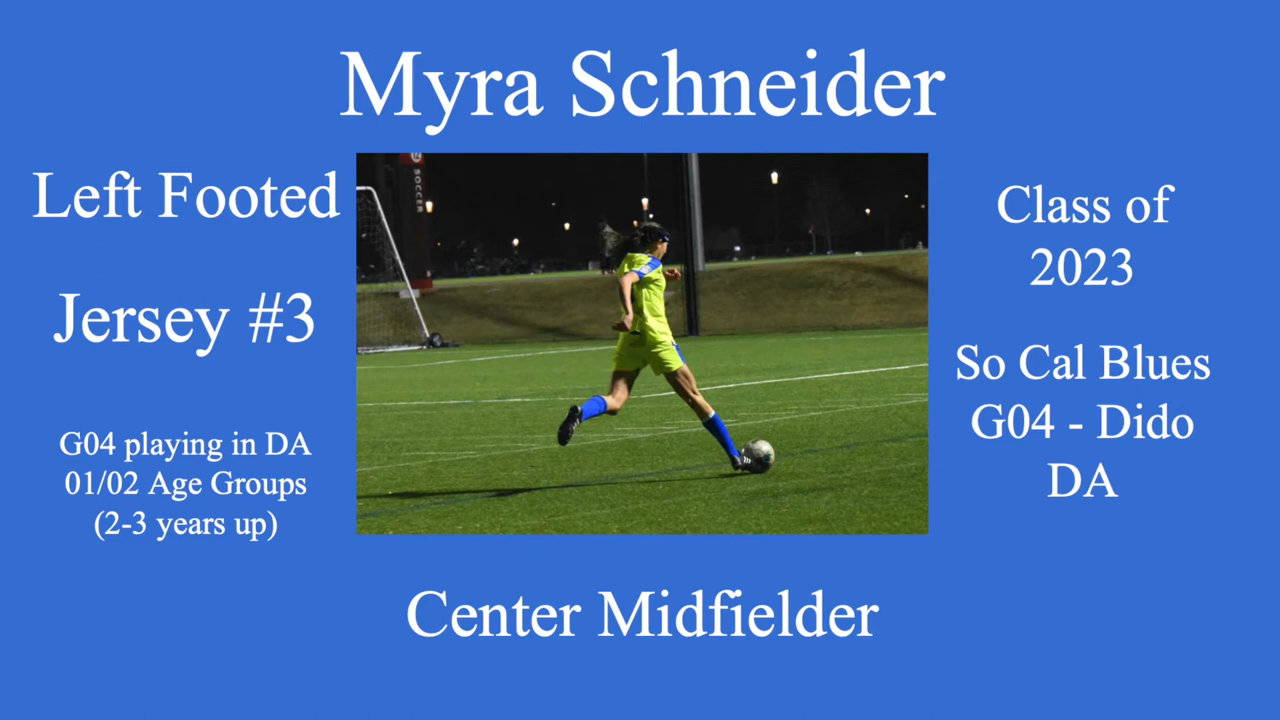 Myra Schneider
Left Footed
Jersey #3
G04 playing in DA
01/02 Age Groups
(2-3 years up)
SOCCER
Class of
2023
So Cal Blues
G04 - Dido
DA
Center Midfielder